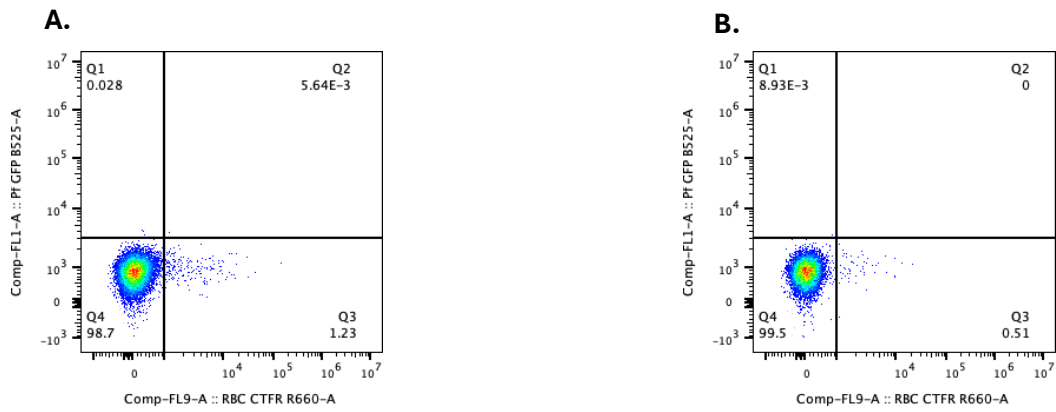 A.
10^7
10^6
10^5
10^4
10^3
0
-10^3
Comp-FL1-A :: Pf GFP B525-A
Q1
0.028
Q2
5.64E-3
Q4
98.7
Q3
1.23
0
10^4
10^5
10^6
10^7
Comp-FL9-A :: RBC CTFR R660-A
B.
10^7
10^6
10^5
10^4
10^3
0
-10^3
Comp-FL1-A :: Pf GFP B525-A
Q1
8.93E-3
Q2
0
Q4
99.5
Q3
0.51
0
10^4
10^5
10^6
10^7
Comp-FL9-A :: RBC CTFR R660-A